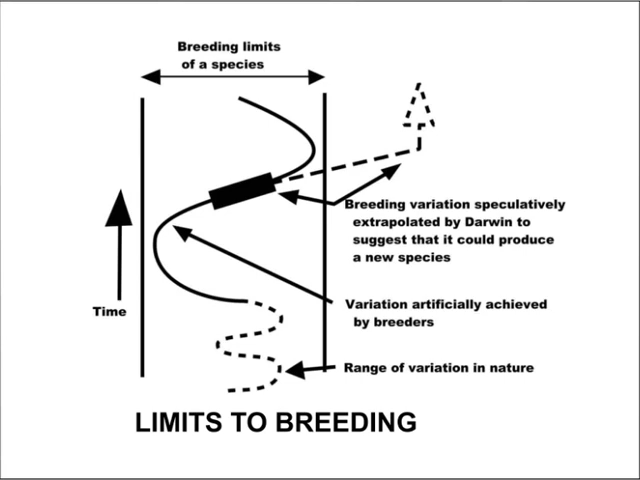 Breeding limits
of a species
Breeding variation speculatively
extrapolated by Darwin to
suggest that it could produce
a new species
Time
Variation artificially achieved
by breeders
Range of variation in nature
LIMITS TO BREEDING